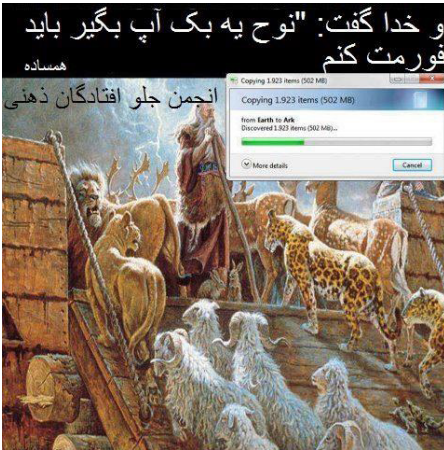 و خدا گفت: "نوح یه بک آپ بگیر باید
فورمت کنم
همساده
انجمن جلو افتادگان ذهنی
Copying 1.923 items (502 MB)
Copying 1.923 items (502 MB)
from Earth to Ark
Discovered 1.923 items (502 MB)...
More details
Cancel